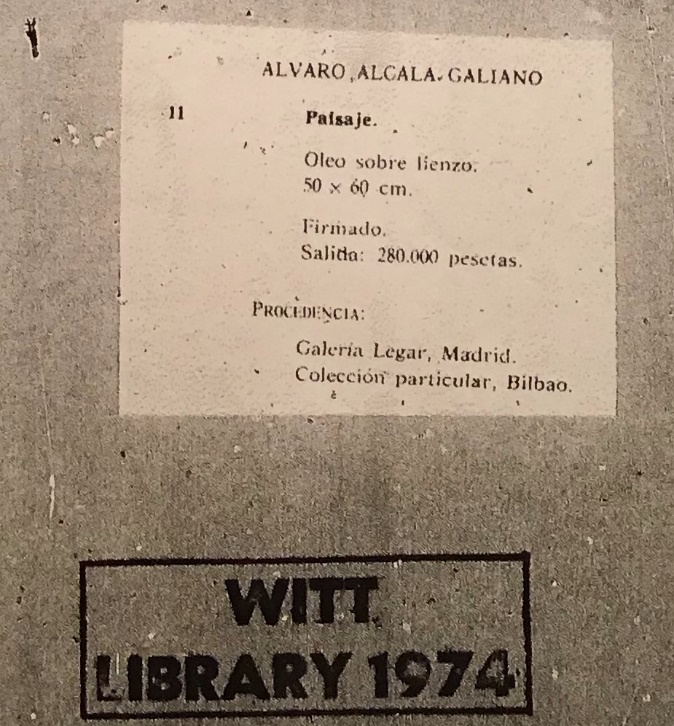 ALVARO ALCALA-GALIANO
11 Paisaje.
Oleo sobre lienzo.
50 × 60 cm.
Firmado.
Salida: 280.000 pesetas.
PROCEDENCIA:
Galería Legar, Madrid.
Colección particular, Bilbao.
WITT
LIBRARY 1974